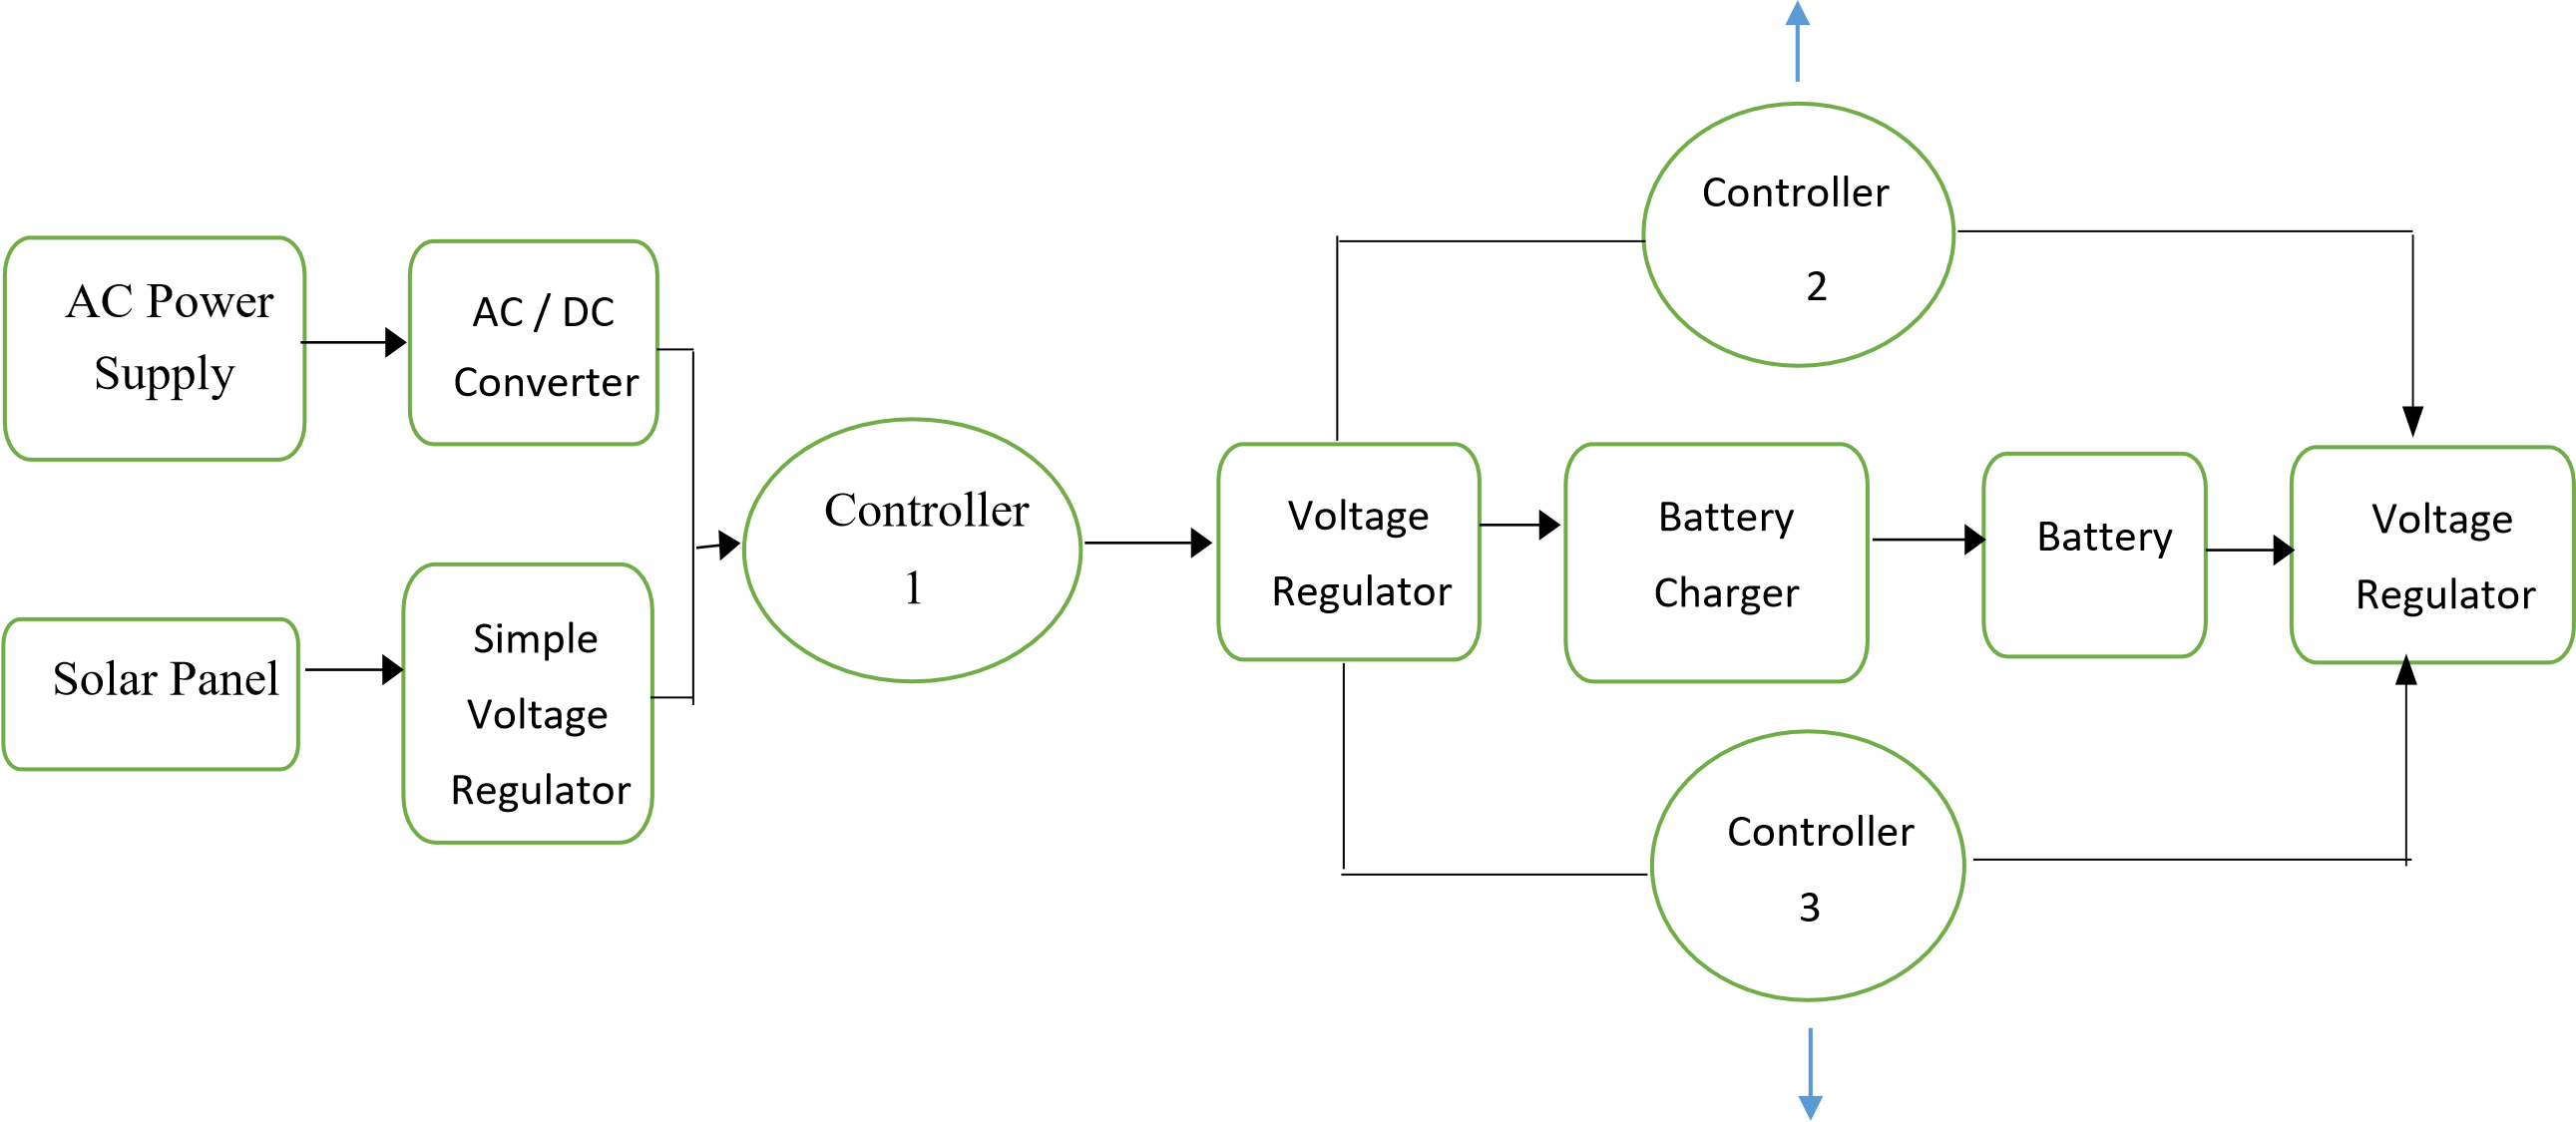 AC Power
Supply
AC / DC
Converter
Solar Panel
Simple
Voltage
Regulator
Controller
1
Voltage
Regulator
Controller
2
Battery
Charger
Controller
3
Battery
Voltage
Regulator